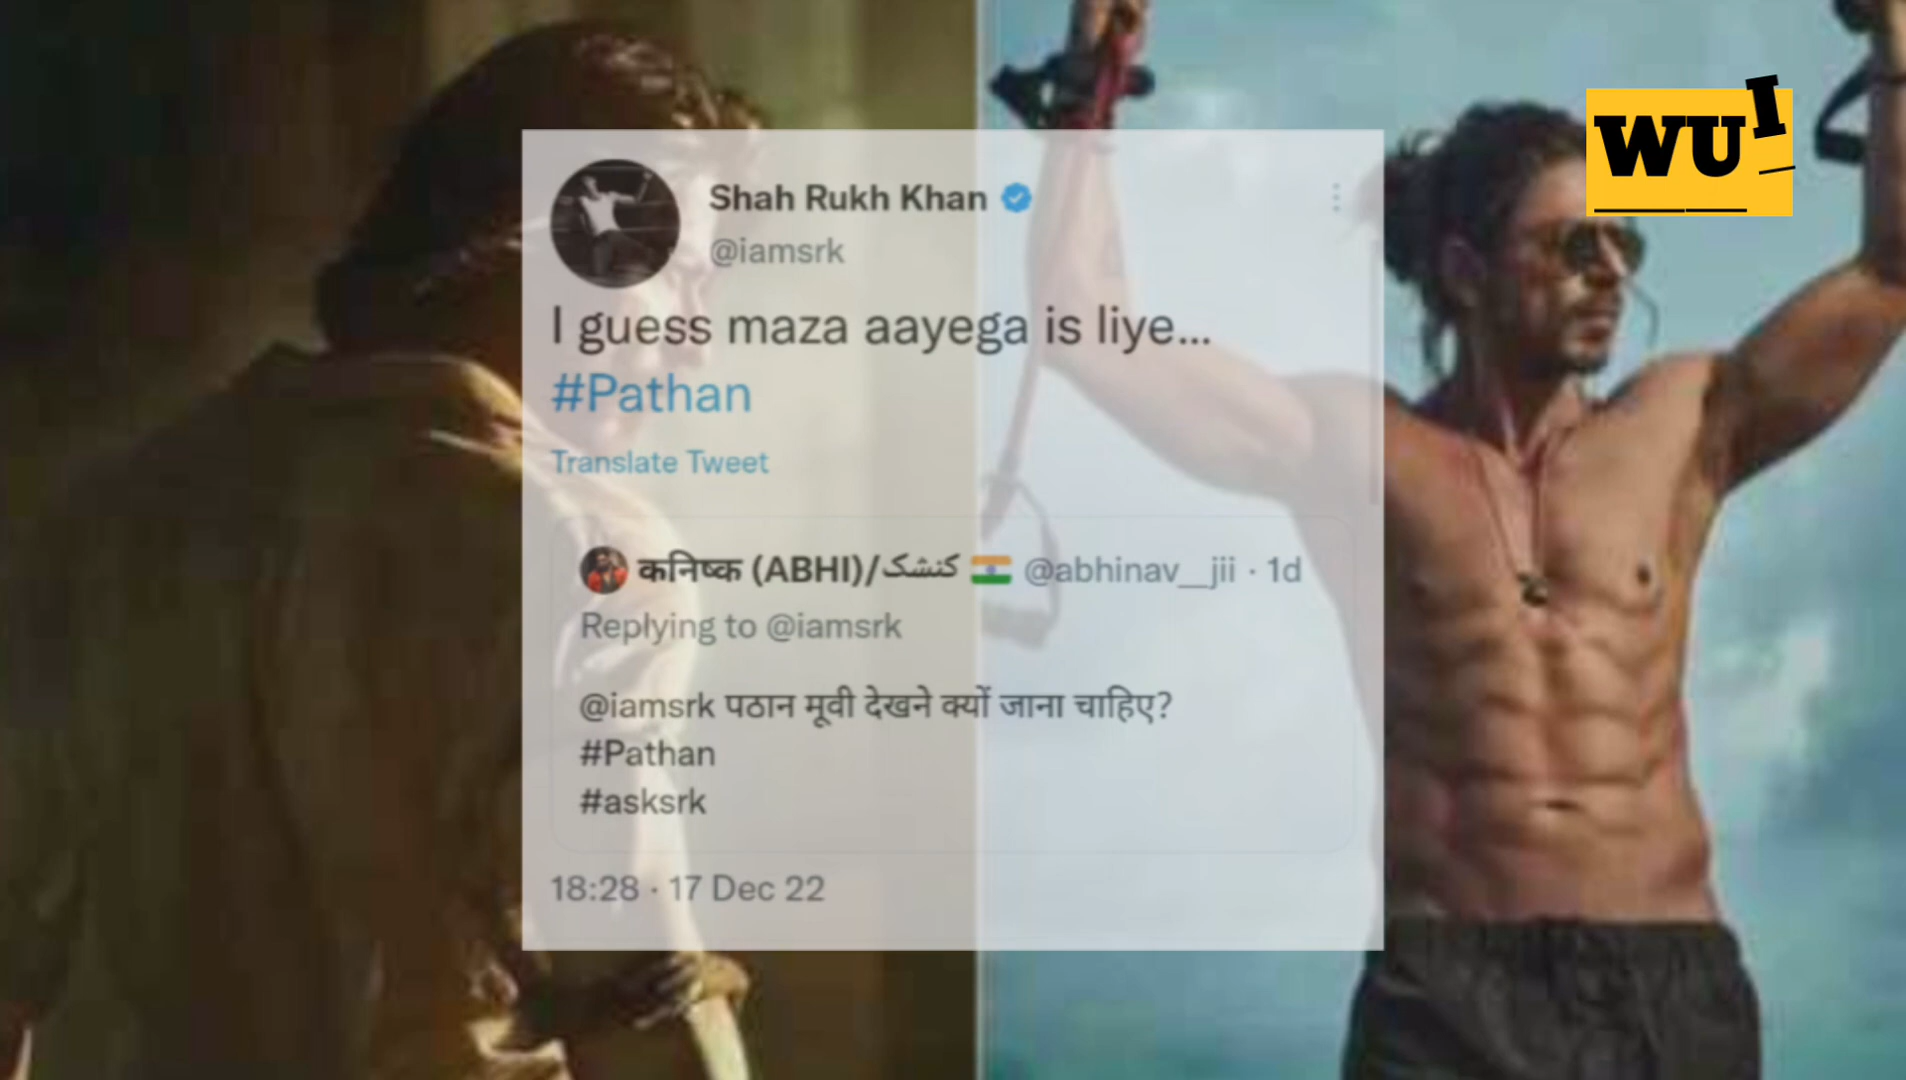 WUI
Shah Rukh Khan
@iamsrk
I guess maza aayega is liye...
#Pathan
Translate Tweet
कनिष्क (ABHI)/کنشک @abhinav__jii · 1d
Replying to @iamsrk
@iamsrk पठान मूवी देखने क्यों जाना चाहिए?
#Pathan
#asksrk
18:28 · 17 Dec 22